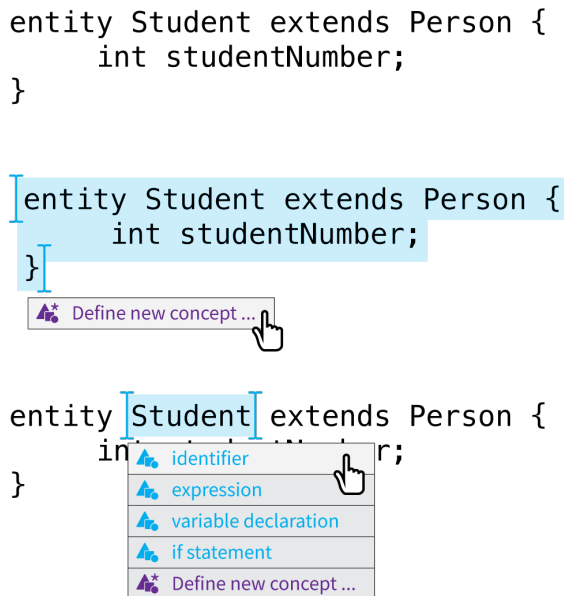 entity Student extends Person {
int studentNumber;
}
entity Student extends Person {
int studentNumber;
}
Define new concept ...
entity Student extends Person {
r;
}
identifier
expression
variable declaration
if statement
Define new concept ...